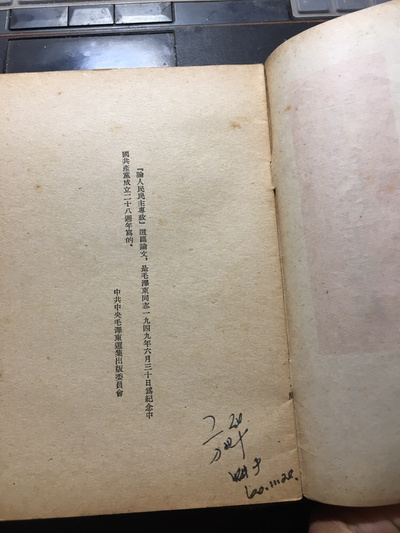 『論人民民主專政』這篇論文，是毛澤東同志一九四九年六月三十日爲紀念中
國共產黨成立二十八週年寫的。
中共中央毛澤東選集出版委員會